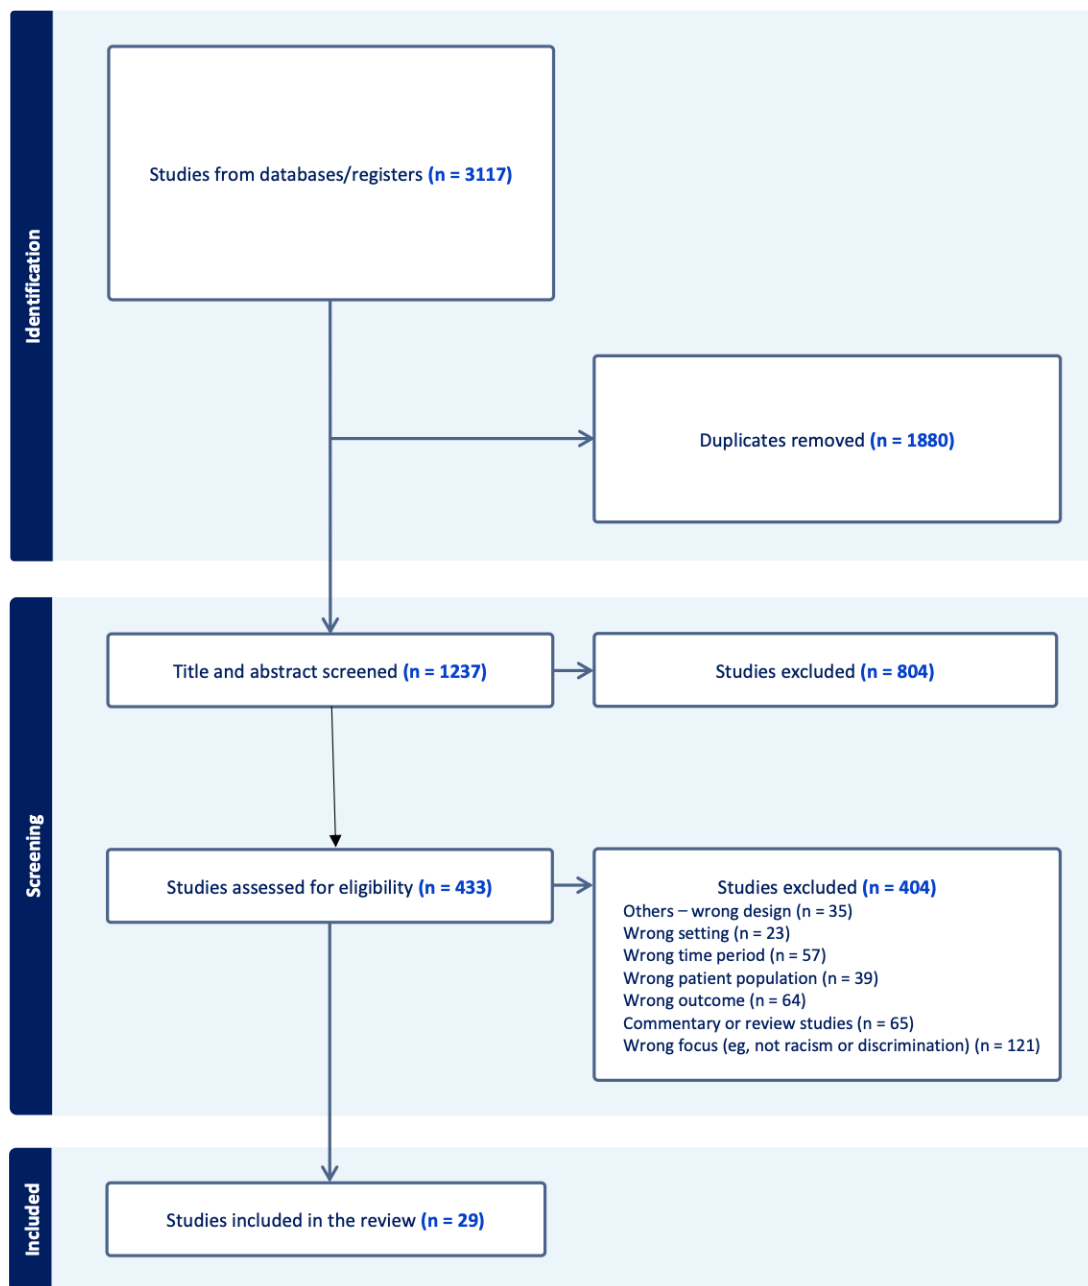 Identification
Studies from databases/registers (n = 3117)
Duplicates removed (n = 1880)
Screening
Title and abstract screened (n = 1237)
Studies excluded (n = 804)
Studies assessed for eligibility (n = 433)
Studies excluded (n = 404)
Others – wrong design (n = 35)
Wrong setting (n = 23)
Wrong time period (n = 57)
Wrong patient population (n = 39)
Wrong outcome (n = 64)
Commentary or review studies (n = 65)
Wrong focus (eg, not racism or discrimination) (n = 121)
Included
Studies included in the review (n = 29)